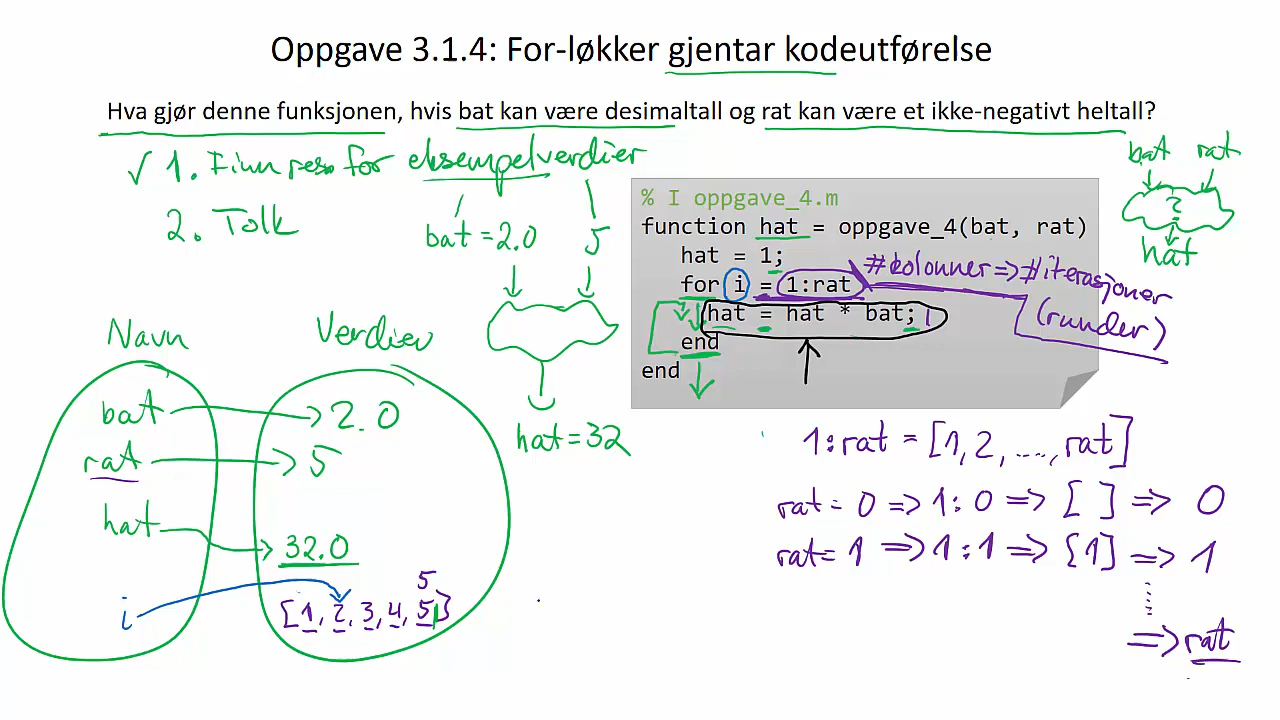 Oppgave 3.1.4: For-løkker gjentar kodeutførelse
Hva gjør denne funksjonen, hvis bat kan være desimaltall og rat kan være et ikke-negativt heltall?
✓ 1. Finn res. for eksempelverdier
2. Tolk
bat = 2.0 5
hat = 32
bat rat
?
hat
% I oppgave_4.m
function hat = oppgave_4(bat, rat)
hat = 1;
for i = 1:rat
hat = hat * bat;
end
end
#kolonner => #iterasjoner
(runder)
Navn Verdier
bat 2.0
rat 5
hat 32.0
5
i [1, 2, 3, 4, 5]
1:rat = [1, 2, ..., rat]
rat = 0 => 1:0 => [ ] => 0
rat = 1 => 1:1 => [1] => 1
=> rat